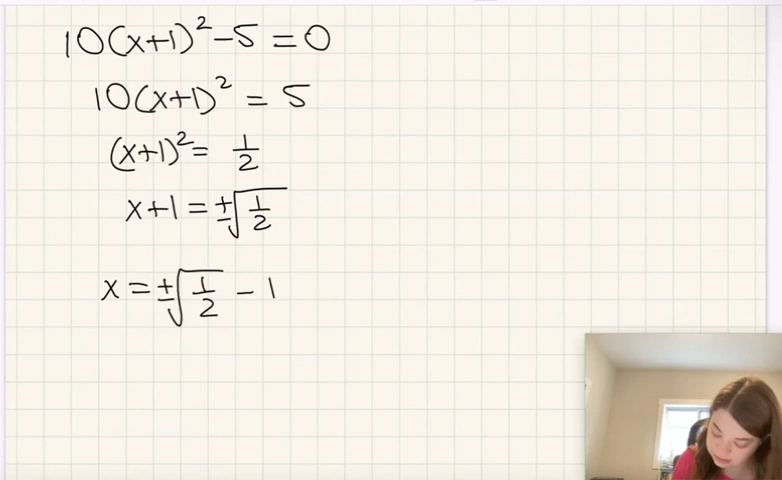 10(x+1)²-5=0
10(x+1)² = 5
(x+1)² = 1/2
x+1 = ±√(1/2)
x = ±√(1/2) - 1